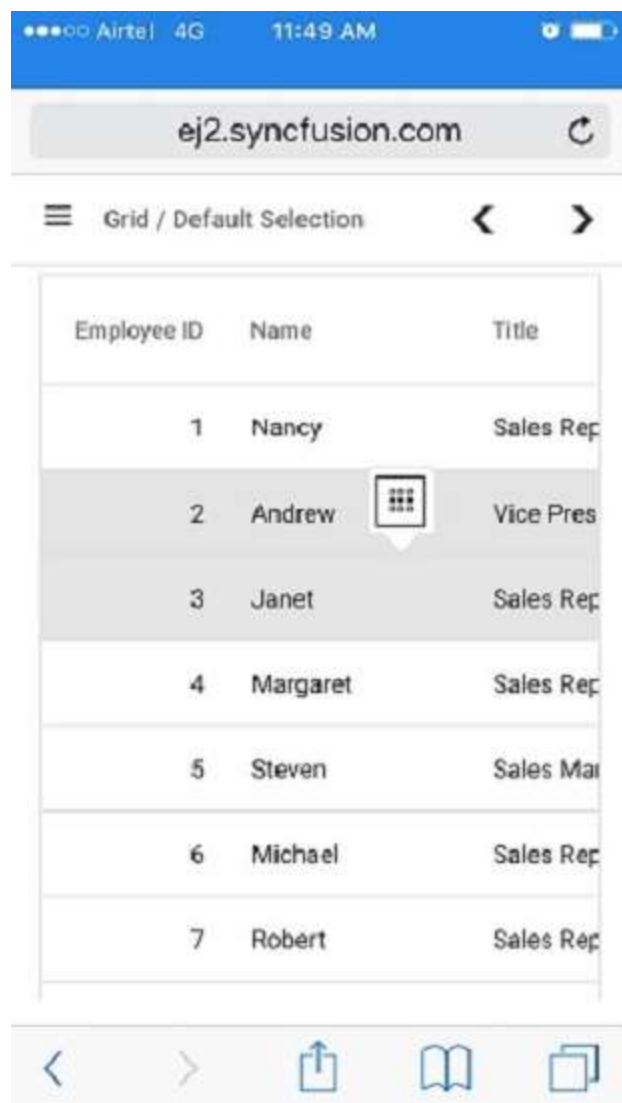 Airtel 4G 11:49 AM
ej2.syncfusion.com
Grid / Default Selection
Employee ID Name Title
1 Nancy Sales Rep
2 Andrew Vice Pres
3 Janet Sales Rep
4 Margaret Sales Rep
5 Steven Sales Mar
6 Michael Sales Rep
7 Robert Sales Rep